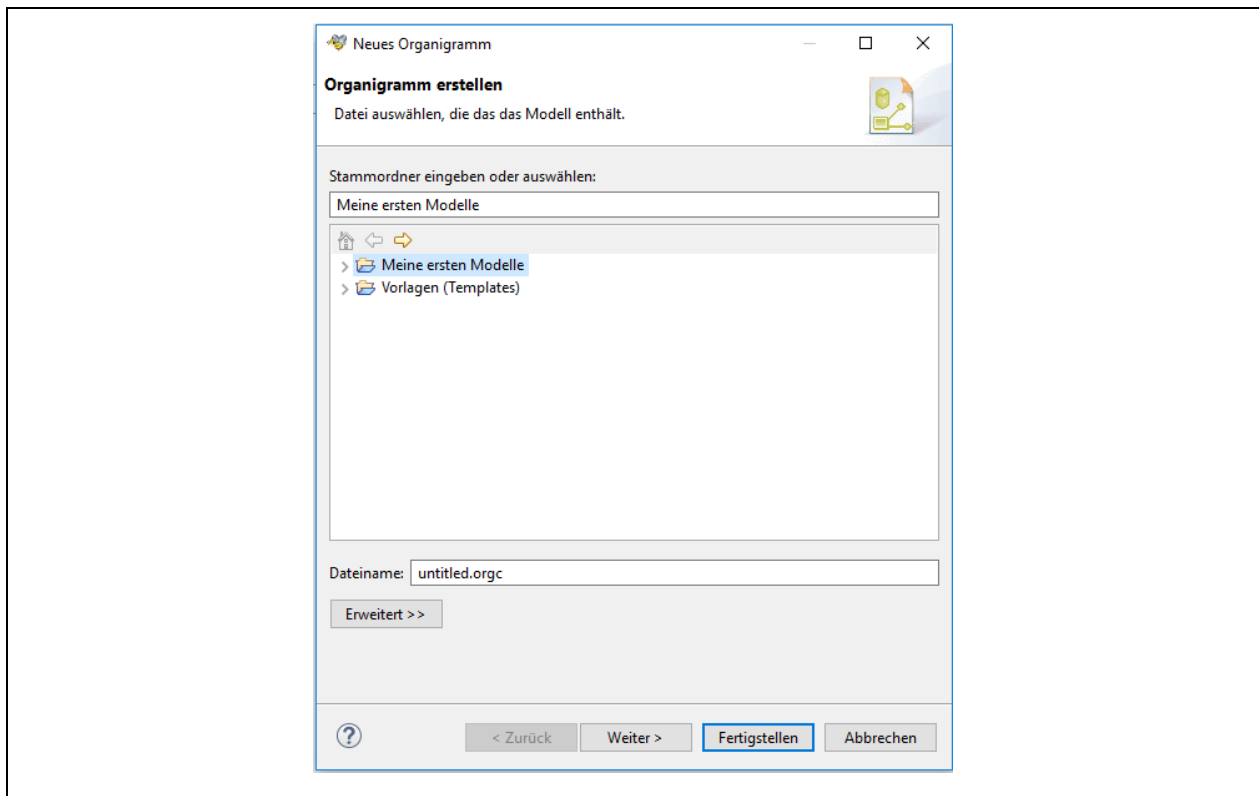 Neues Organigramm
Organigramm erstellen
Datei auswählen, die das das Modell enthält.
Stammordner eingeben oder auswählen:
Meine ersten Modelle
Meine ersten Modelle
Vorlagen (Templates)
Dateiname: untitled.orgc
Erweitert >>
? < Zurück Weiter > Fertigstellen Abbrechen